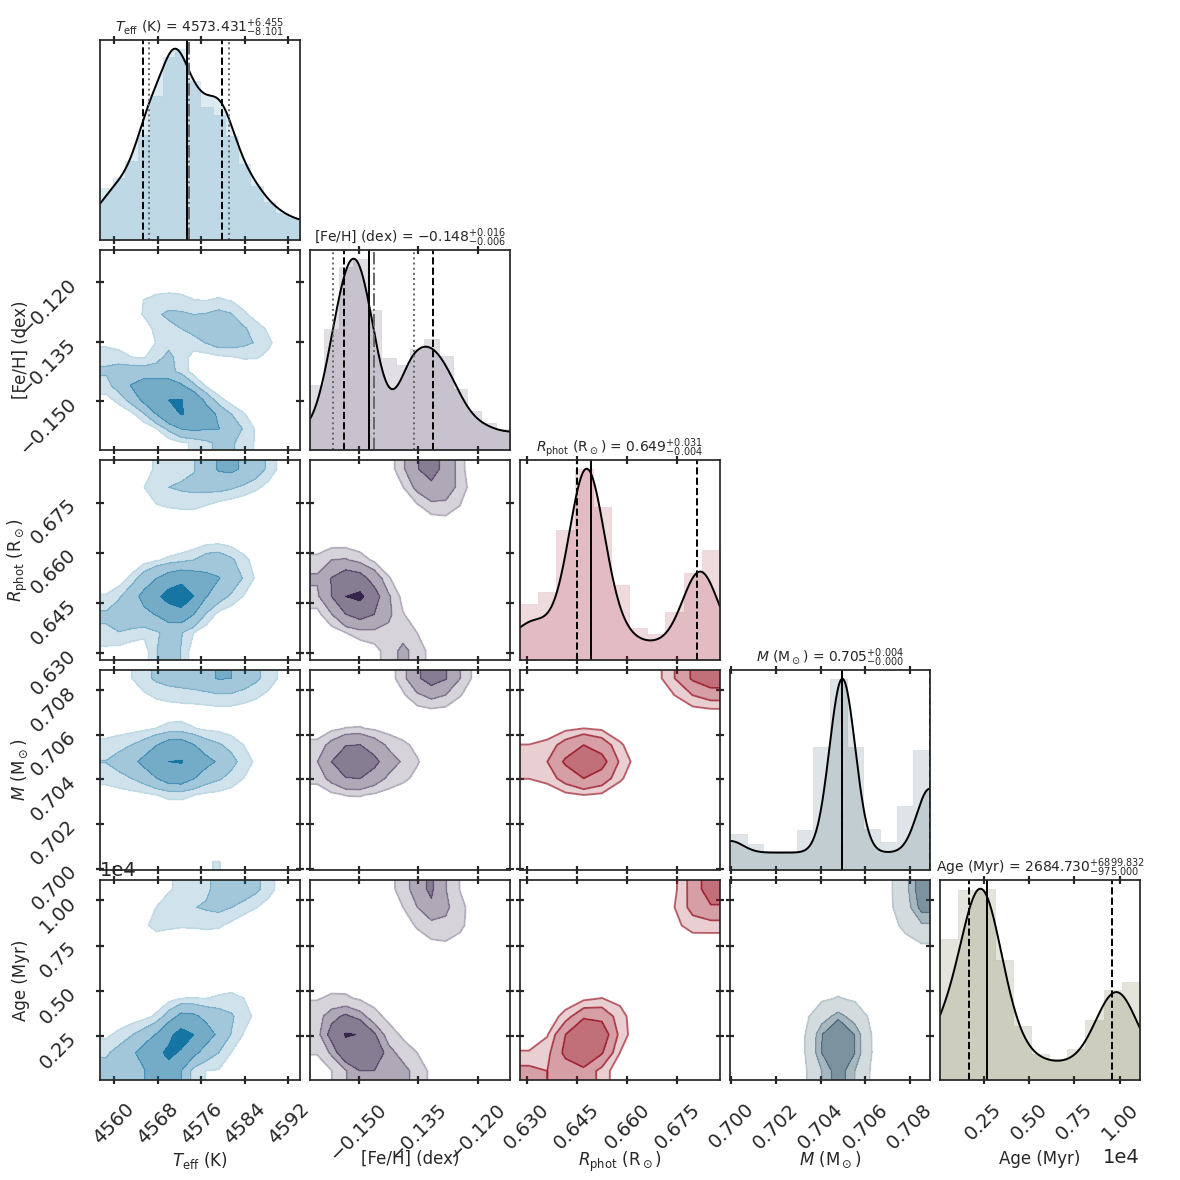 T_eff (K) = 4573.431 +6.455 −8.101
[Fe/H] (dex) = −0.148 +0.016 −0.006
−0.120
−0.135
−0.150
[Fe/H] (dex)
R_phot (R☉) = 0.649 +0.031 −0.004
0.675
0.660
0.645
0.630
R_phot (R☉)
M (M☉) = 0.705 +0.004 −0.000
0.708
0.706
0.704
0.702
0.700
M (M☉)
1e4
Age (Myr) = 2684.730 +6899.832 −975.000
1.00
0.75
0.50
0.25
Age (Myr)
4560 4568 4576 4584 4592
−0.150 −0.135 −0.120
0.630 0.645 0.660 0.675
0.700 0.702 0.704 0.706 0.708
0.25 0.50 0.75 1.00
T_eff (K)
[Fe/H] (dex)
R_phot (R☉)
M (M☉)
Age (Myr)
1e4